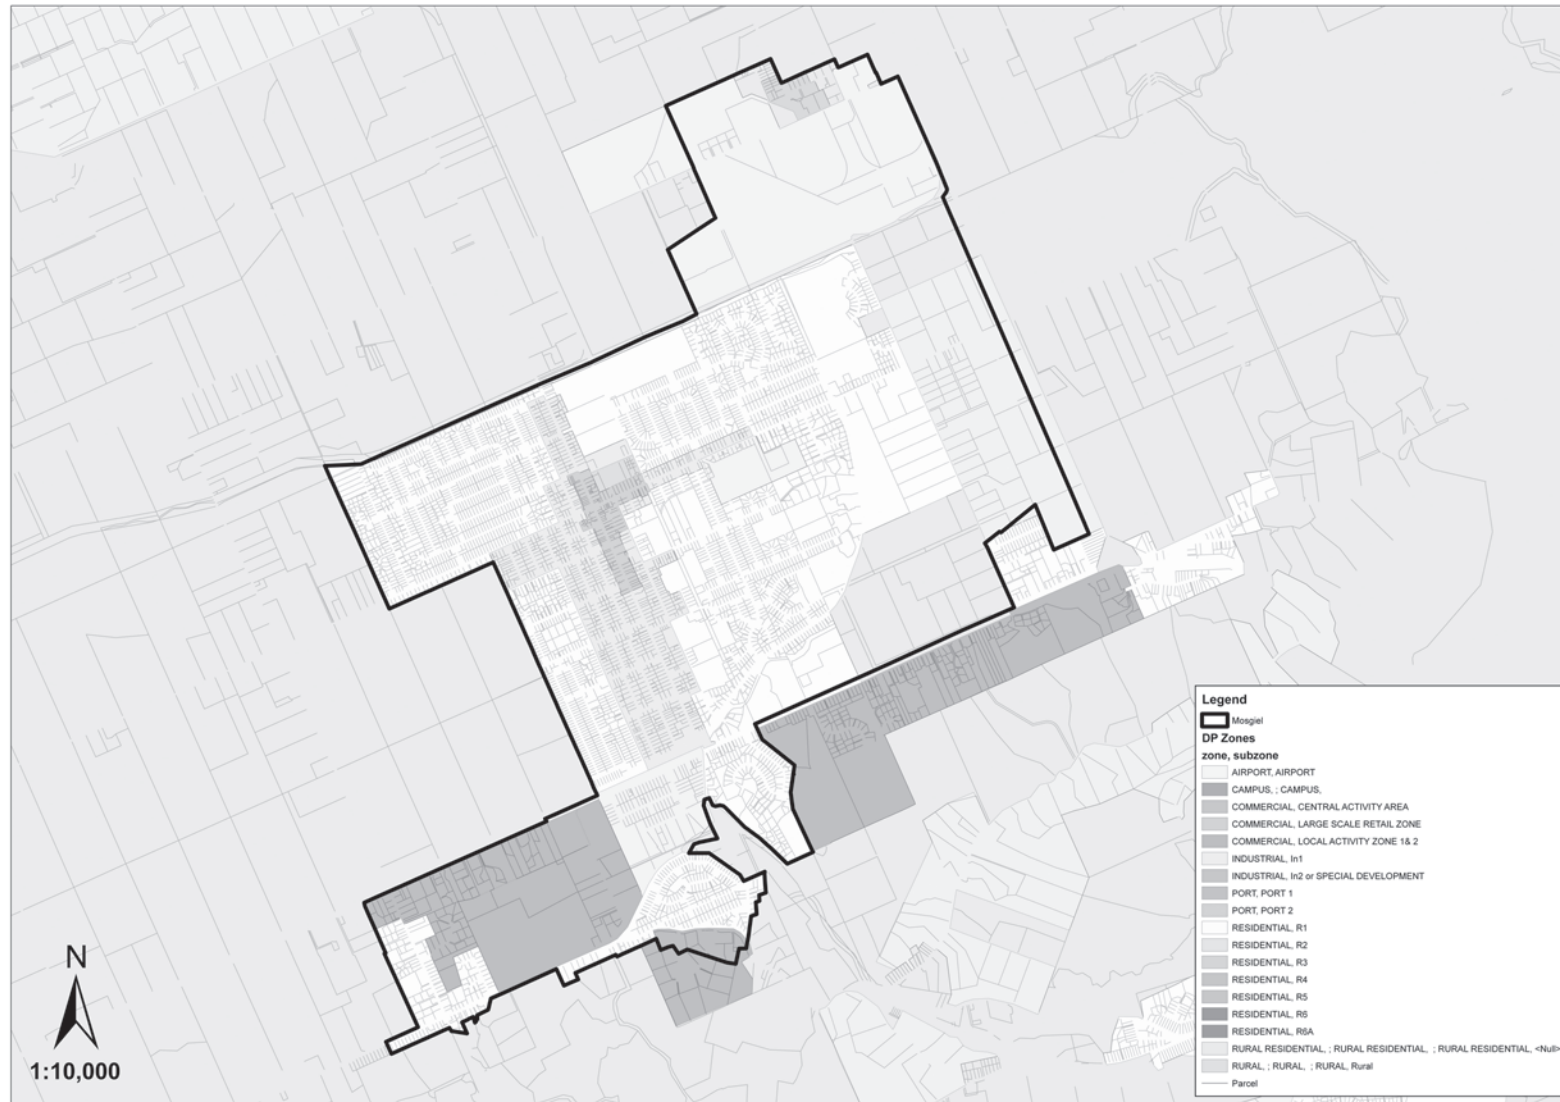 Legend
Mosgiel
DP Zones
zone, subzone
AIRPORT, AIRPORT
CAMPUS, ; CAMPUS,
COMMERCIAL, CENTRAL ACTIVITY AREA
COMMERCIAL, LARGE SCALE RETAIL ZONE
COMMERCIAL, LOCAL ACTIVITY ZONE 1& 2
INDUSTRIAL, In1
INDUSTRIAL, In2 or SPECIAL DEVELOPMENT
PORT, PORT 1
PORT, PORT 2
RESIDENTIAL, R1
RESIDENTIAL, R2
RESIDENTIAL, R3
RESIDENTIAL, R4
RESIDENTIAL, R5
RESIDENTIAL, R6
RESIDENTIAL, R6A
RURAL RESIDENTIAL, ; RURAL RESIDENTIAL, ; RURAL RESIDENTIAL, <Null>
RURAL, ; RURAL, ; RURAL, Rural
Parcel
N
1:10,000